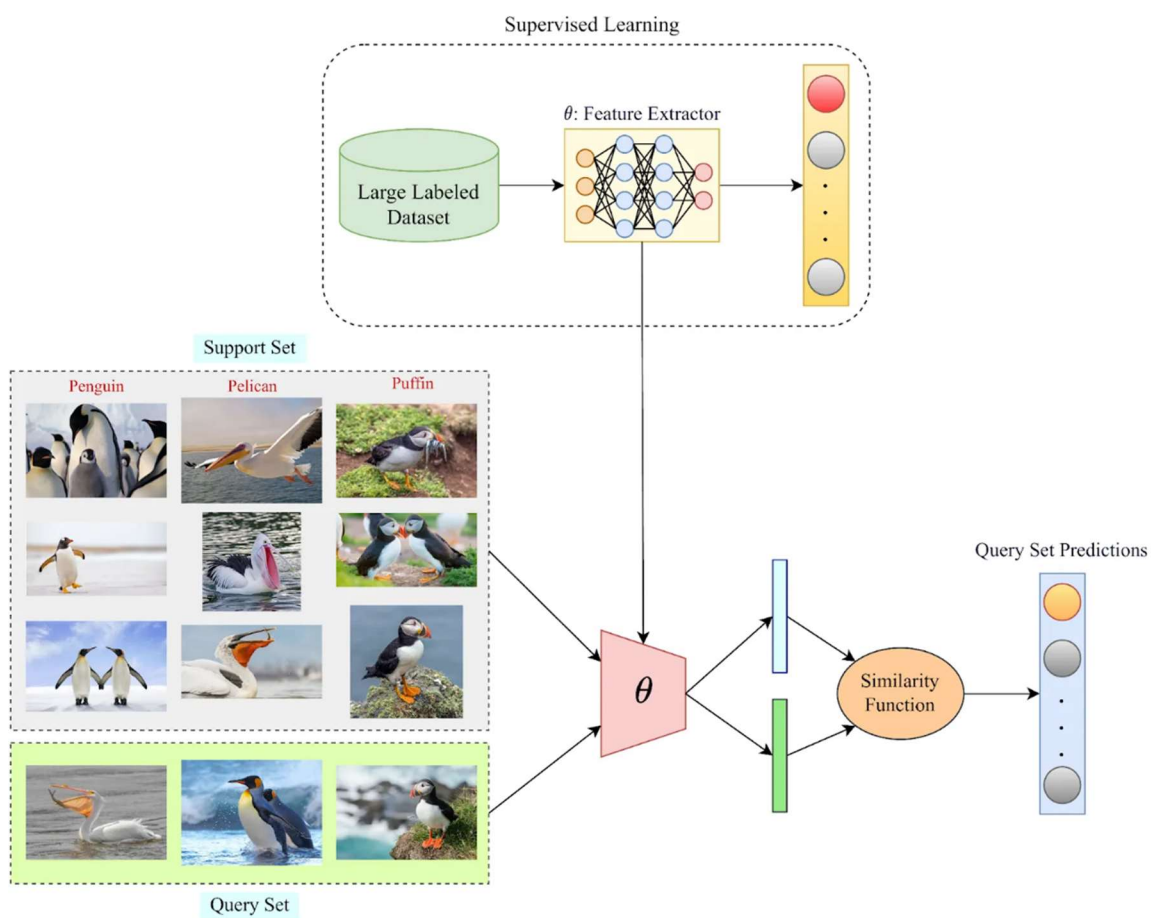 Supervised Learning
θ: Feature Extractor
Large Labeled
Dataset
Support Set
Penguin
Pelican
Puffin
Query Set Predictions
θ
Similarity
Function
Query Set